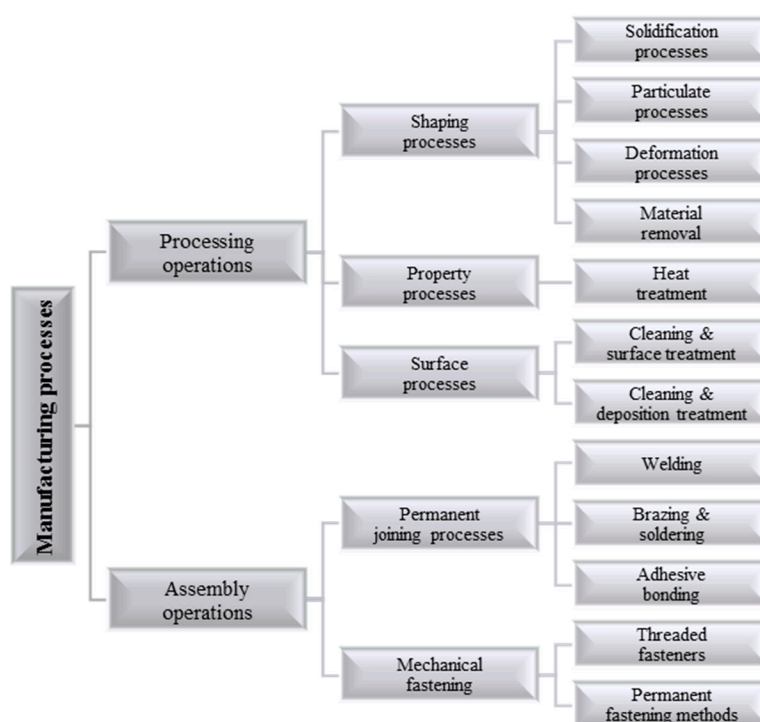 Manufacturing processes
Processing
operations
Shaping
processes
Solidification
processes
Particulate
processes
Deformation
processes
Material
removal
Property
processes
Heat
treatment
Surface
processes
Cleaning &
surface treatment
Cleaning &
deposition treatment
Assembly
operations
Permanent
joining processes
Welding
Brazing &
soldering
Adhesive
bonding
Mechanical
fastening
Threaded
fasteners
Permanent
fastening methods